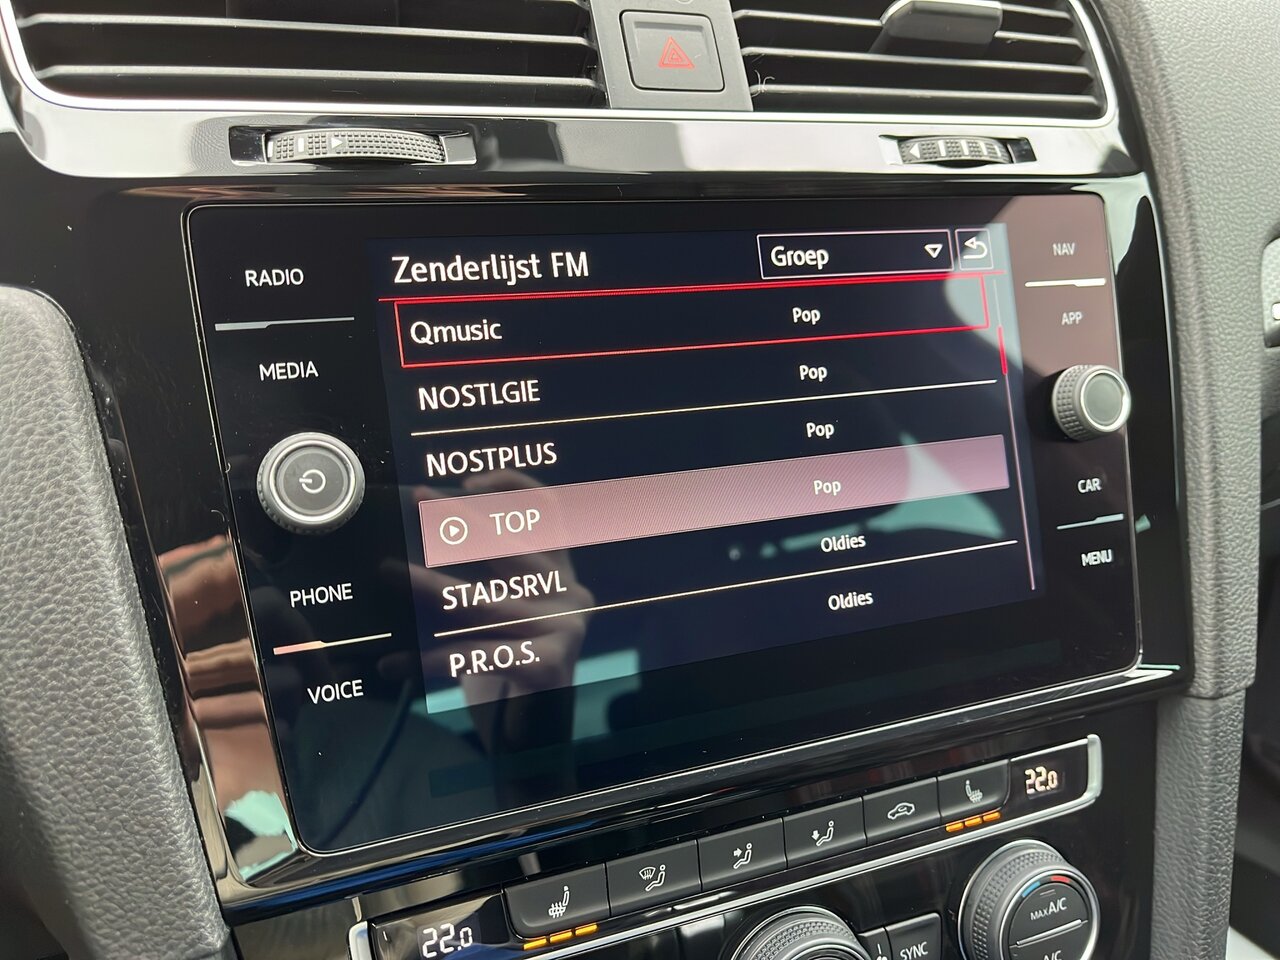 RADIO
MEDIA
PHONE
VOICE
Zenderlijst FM
Groep
Qmusic Pop
NOSTLGIE Pop
NOSTPLUS Pop
TOP Pop
STADSRVL Oldies
P.R.O.S. Oldies
NAV
APP
CAR
MENU
22.0
22.0
SYNC
MAX A/C
A/C